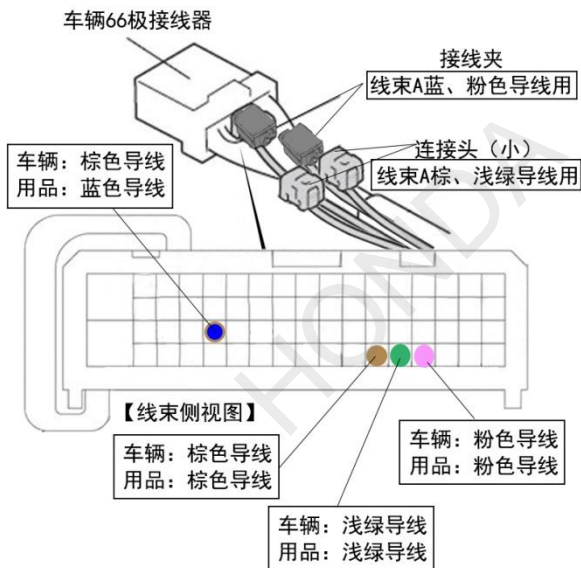 车辆66极接线器
接线夹
线束A蓝、粉色导线用
连接头（小）
线束A棕、浅绿导线用
车辆：棕色导线
用品：蓝色导线
HONDA
【线束侧视图】
车辆：棕色导线
用品：棕色导线
车辆：粉色导线
用品：粉色导线
车辆：浅绿导线
用品：浅绿导线